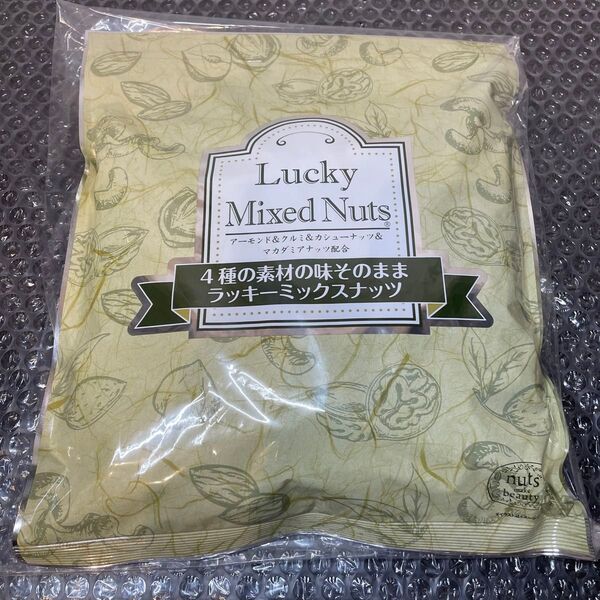 Lucky
Mixed Nuts®
アーモンド&クルミ&カシューナッツ&
マカダミアナッツ配合
4種の素材の味そのまま
ラッキーミックスナッツ
nuts
make
beauty